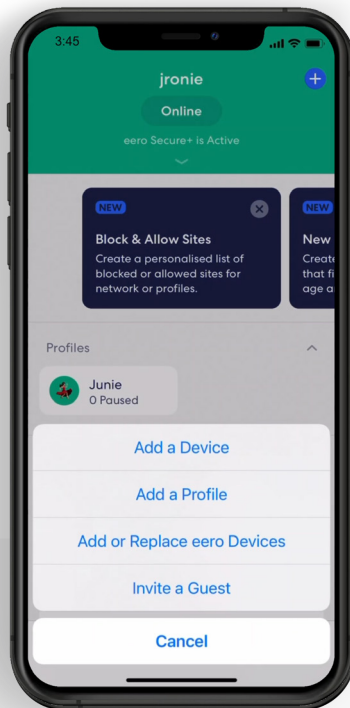 3:45
jronie
Online
eero Secure+ is Active
NEW
Block & Allow Sites
Create a personalised list of
blocked or allowed sites for
network or profiles.
NEW
New
Create
that fi
age a
Profiles
Junie
0 Paused
Add a Device
Add a Profile
Add or Replace eero Devices
Invite a Guest
Cancel